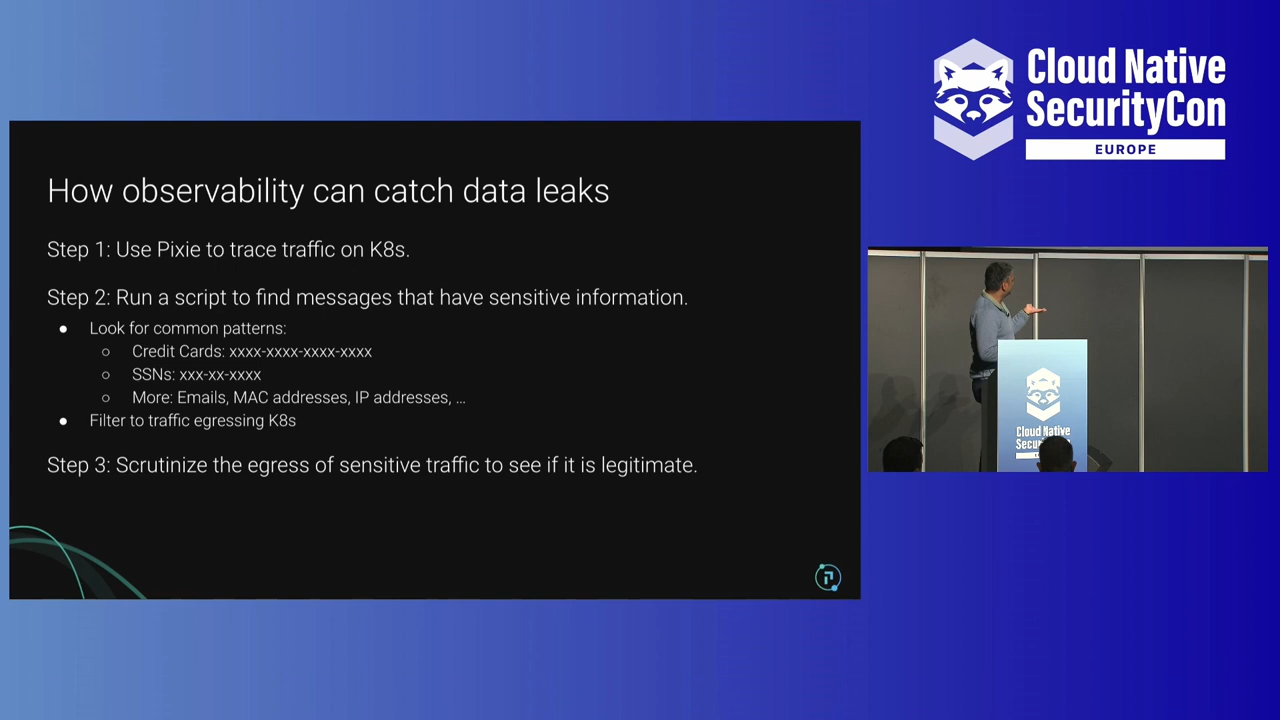 Cloud Native
SecurityCon
EUROPE
How observability can catch data leaks
Step 1: Use Pixie to trace traffic on K8s.
Step 2: Run a script to find messages that have sensitive information.
● Look for common patterns:
○ Credit Cards: xxxx-xxxx-xxxx-xxxx
○ SSNs: xxx-xx-xxxx
○ More: Emails, MAC addresses, IP addresses, …
● Filter to traffic egressing K8s
Step 3: Scrutinize the egress of sensitive traffic to see if it is legitimate.
Cloud Native